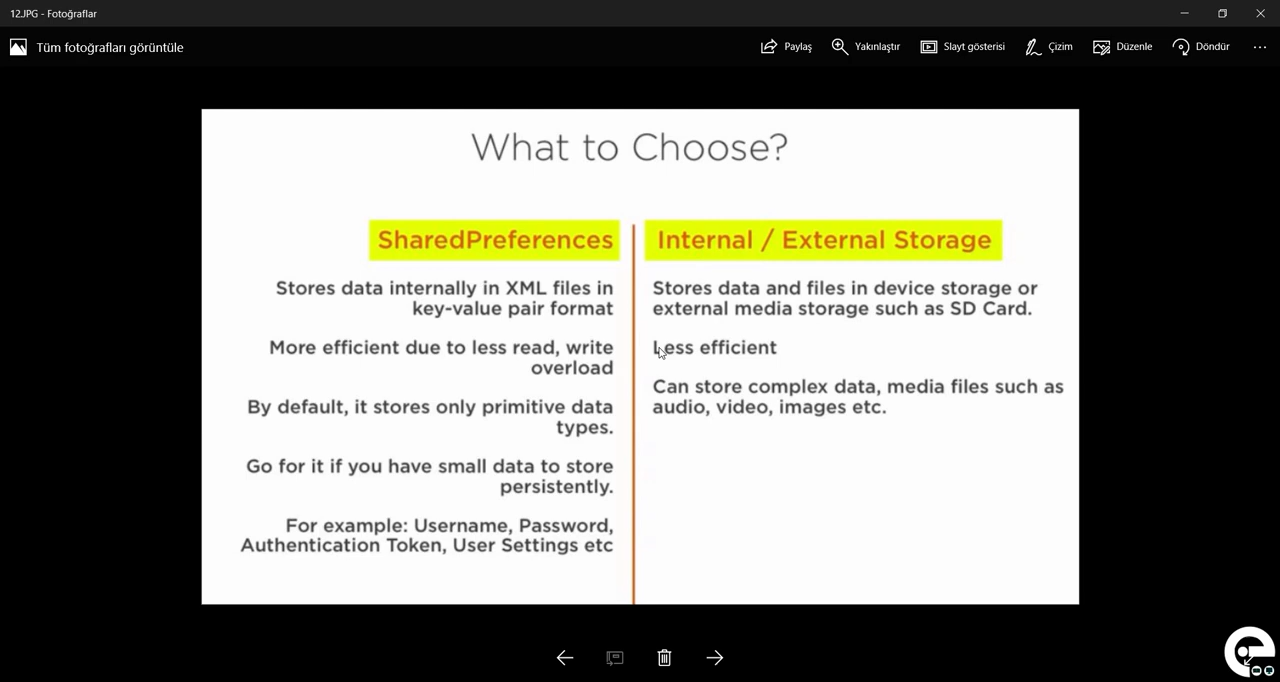 12.JPG - Fotoğraflar
Tüm fotoğrafları görüntüle
Paylaş
Yakınlaştır
Slayt gösterisi
Çizim
Düzenle
Döndür
What to Choose?
SharedPreferences
Stores data internally in XML files in
key-value pair format
More efficient due to less read, write
overload
By default, it stores only primitive data
types.
Go for it if you have small data to store
persistently.
For example: Username, Password,
Authentication Token, User Settings etc
Internal / External Storage
Stores data and files in device storage or
external media storage such as SD Card.
Less efficient
Can store complex data, media files such as
audio, video, images etc.